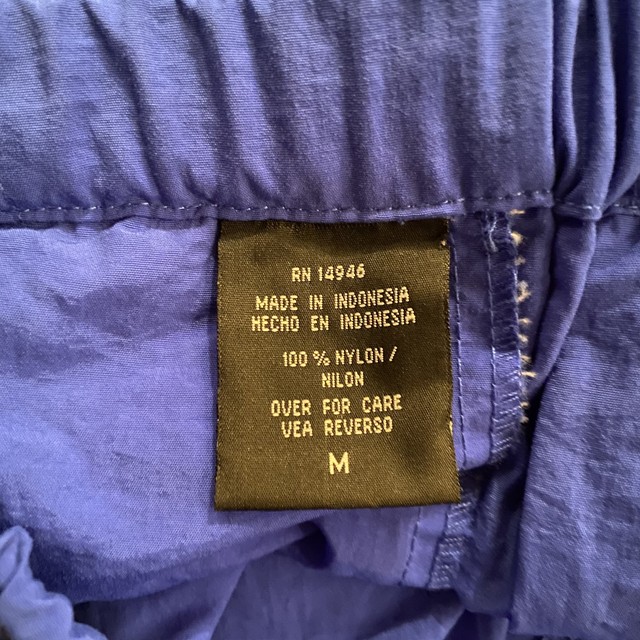 RN 14946
MADE IN INDONESIA
HECHO EN INDONESIA
100 % NYLON /
NILON
OVER FOR CARE
VEA REVERSO
M